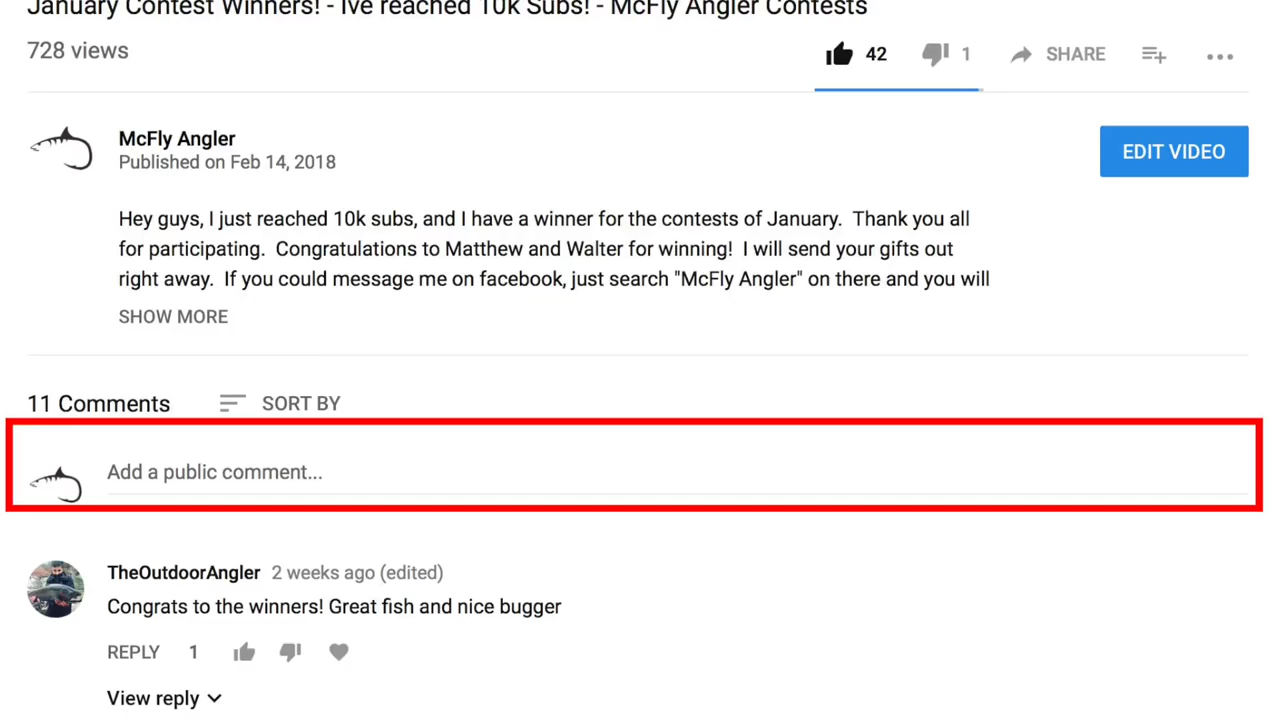 January Contest Winners! - Ive reached 10k Subs! - McFly Angler Contests
728 views
42 1 SHARE
McFly Angler
Published on Feb 14, 2018
EDIT VIDEO
Hey guys, I just reached 10k subs, and I have a winner for the contests of January. Thank you all
for participating. Congratulations to Matthew and Walter for winning! I will send your gifts out
right away. If you could message me on facebook, just search "McFly Angler" on there and you will
SHOW MORE
11 Comments SORT BY
Add a public comment...
TheOutdoorAngler 2 weeks ago (edited)
Congrats to the winners! Great fish and nice bugger
REPLY 1
View reply